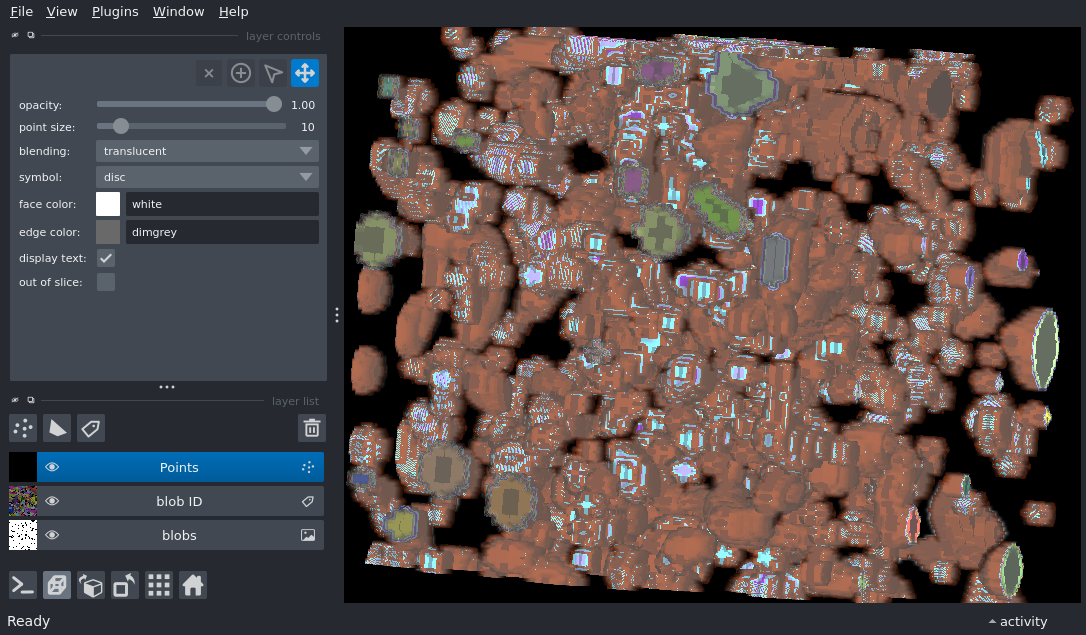 File View Plugins Window Help
layer controls
opacity: 1.00
point size: 10
blending: translucent
symbol: disc
face color: white
edge color: dimgrey
display text:
out of slice:
layer list
Points
blob ID
blobs
Ready
activity